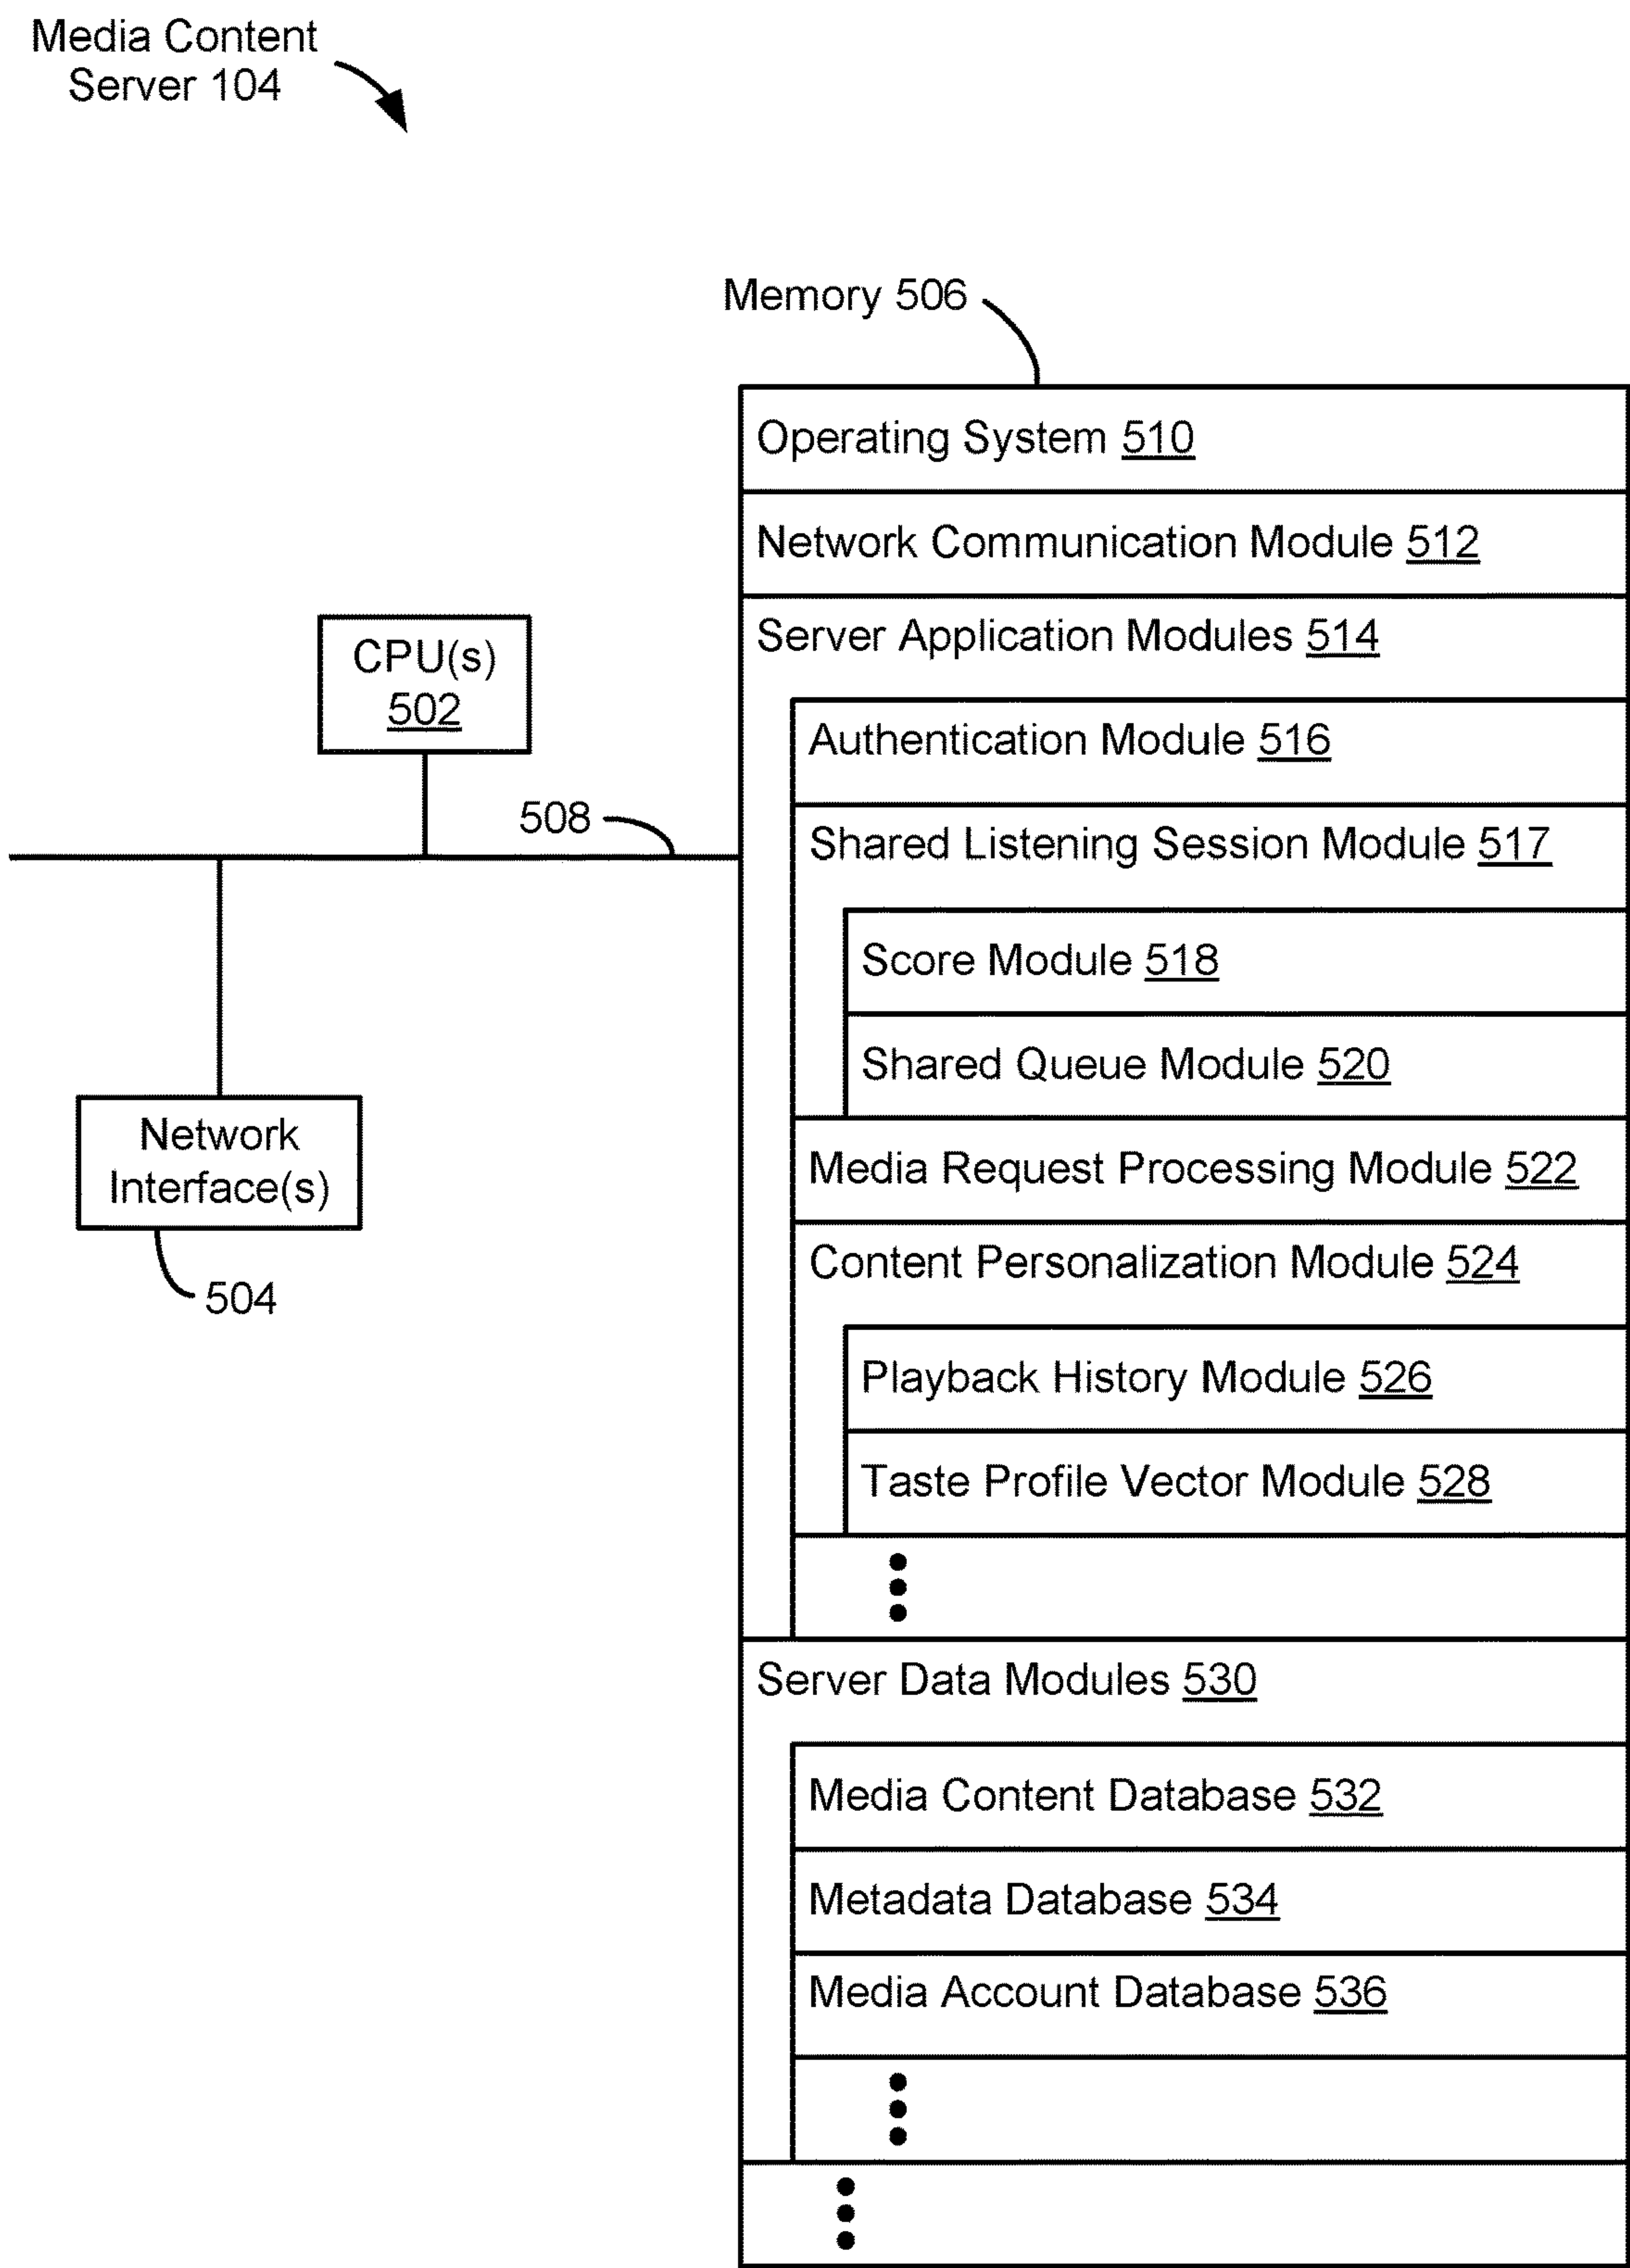 Media Content
Server 104
Memory 506
Operating System 510
Network Communication Module 512
Server Application Modules 514
CPU(s)
502
Authentication Module 516
508
Shared Listening Session Module 517
Score Module 518
Shared Queue Module 520
Network
Interface(s)
504
Media Request Processing Module 522
Content Personalization Module 524
Playback History Module 526
Taste Profile Vector Module 528
Server Data Modules 530
Media Content Database 532
Metadata Database 534
Media Account Database 536